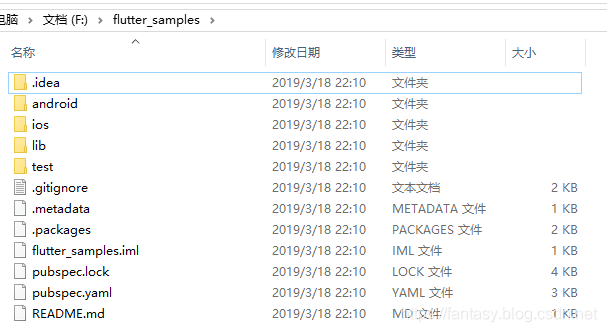 电脑 > 文档 (F:) > flutter_samples >
名称 修改日期 类型 大小
.idea 2019/3/18 22:10 文件夹
android 2019/3/18 22:10 文件夹
ios 2019/3/18 22:10 文件夹
lib 2019/3/18 22:10 文件夹
test 2019/3/18 22:10 文件夹
.gitignore 2019/3/18 22:10 文本文档 2 KB
.metadata 2019/3/18 22:10 METADATA 文件 1 KB
.packages 2019/3/18 22:10 PACKAGES 文件 2 KB
flutter_samples.iml 2019/3/18 22:10 IML 文件 1 KB
pubspec.lock 2019/3/18 22:10 LOCK 文件 4 KB
pubspec.yaml 2019/3/18 22:10 YAML 文件 3 KB
README.md 2019/3/18 22:10 MD 文件 1 KB
https://fantasy.blog.csdn.net